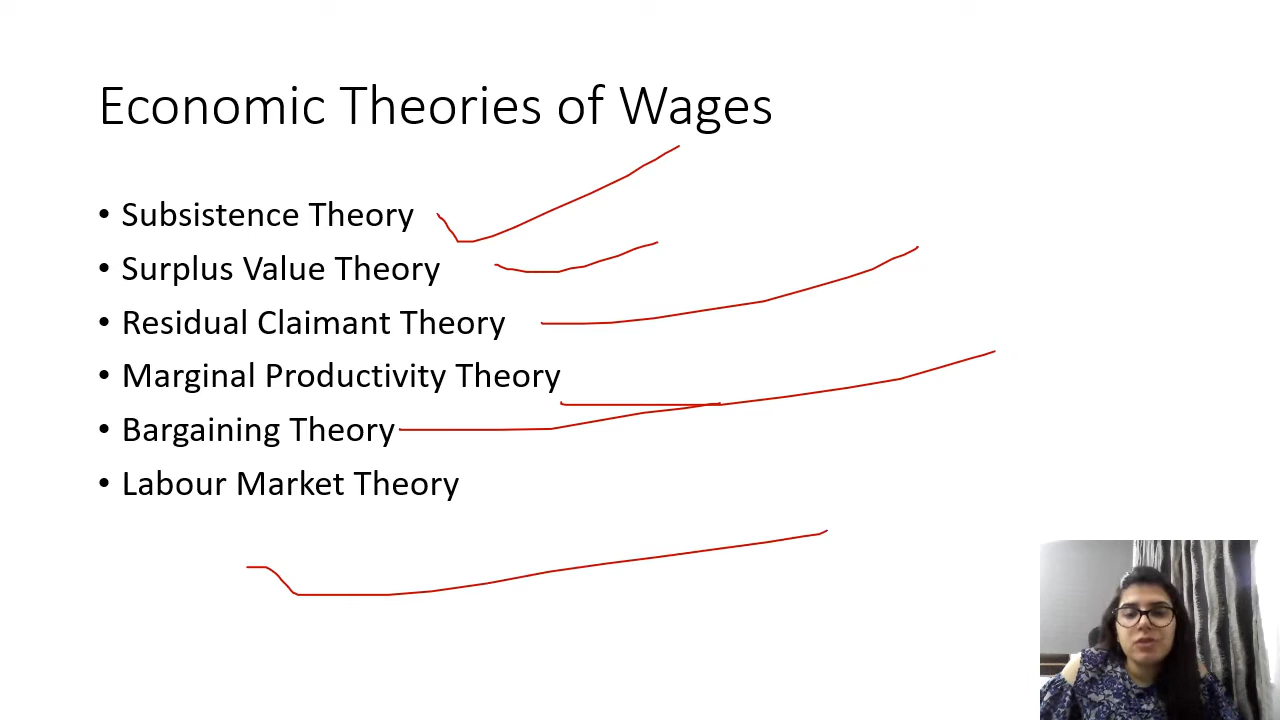 Economic Theories of Wages
• Subsistence Theory
• Surplus Value Theory
• Residual Claimant Theory
• Marginal Productivity Theory
• Bargaining Theory
• Labour Market Theory